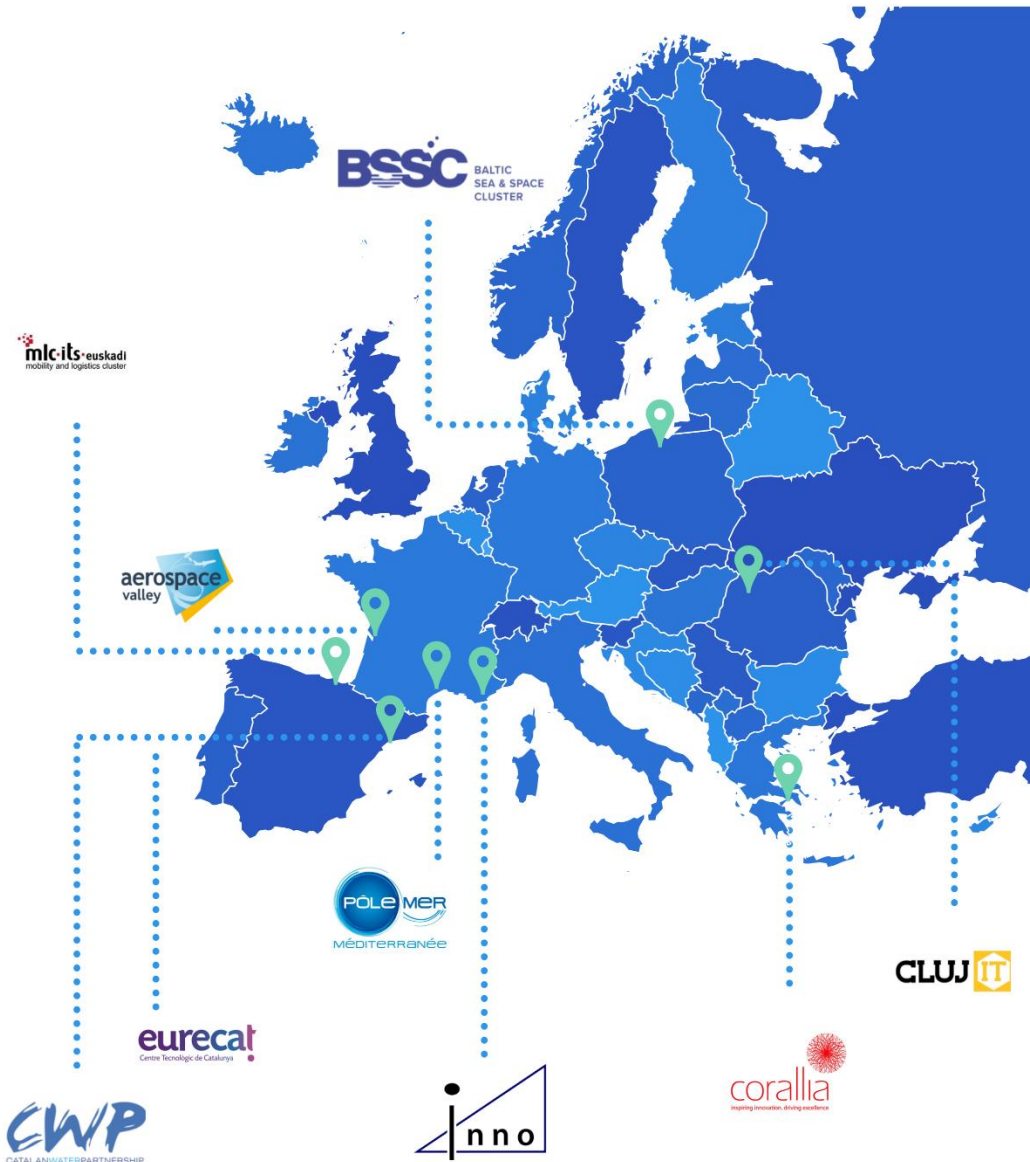 BSSC
BALTIC
SEA & SPACE
CLUSTER
mlc·its·euskadi
mobility and logistics cluster
aerospace
valley
PÔLE MER
MÉDITERRANÉE
CLUJ IT
eurecat
Centre Tecnològic de Catalunya
corallia
inspiring innovation, driving excellence
inno
CWP
CATALANWATERPARTNERSHIP